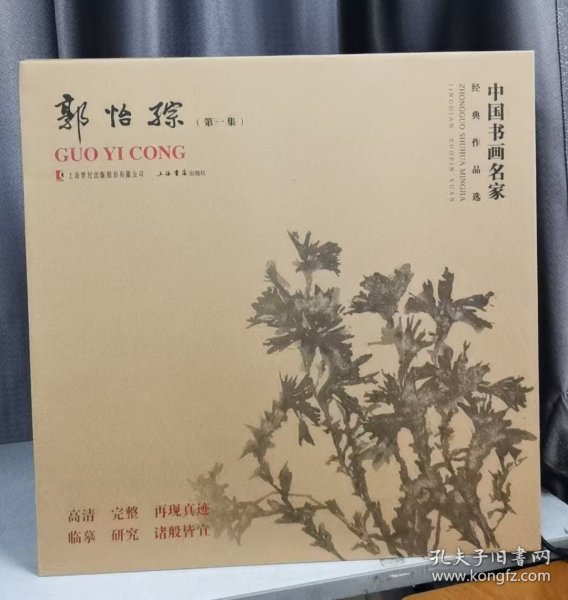 郭怡孮（第一集）
GUO YI CONG
上海世纪出版股份有限公司 上海书店出版社
中国书画名家
ZHONGGUO SHUHUA MINGJIA
经典作品选
JINGDIAN ZUOPIN XUAN
高清 完整 再现真迹
临摹 研究 诸般皆宜
孔夫子旧书网
www.kongfz.com